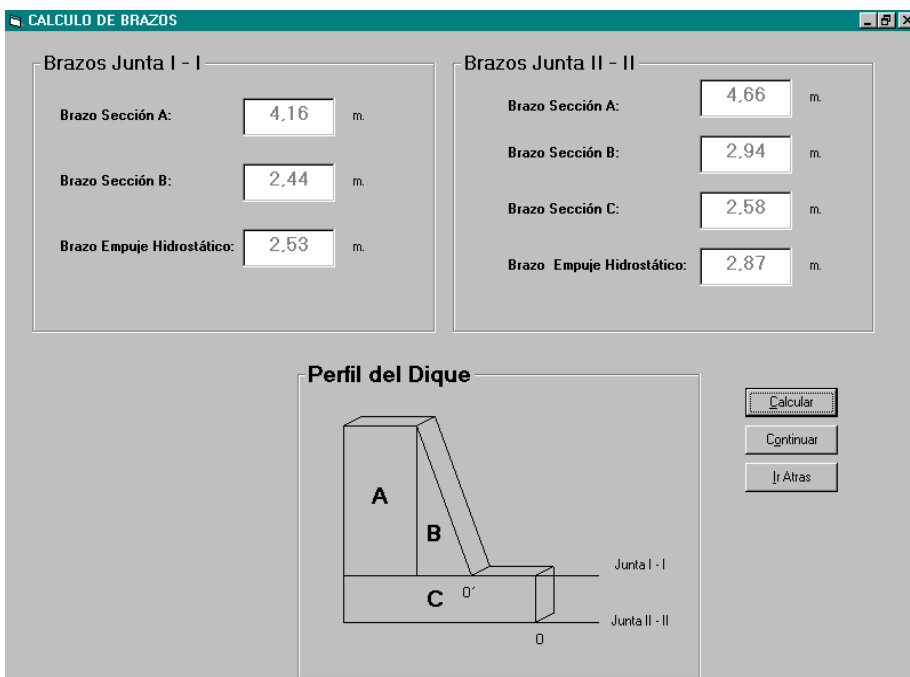 CALCULO DE BRAZOS
Brazos Junta I - I
Brazo Sección A: 4,16 m.
Brazo Sección B: 2,44 m.
Brazo Empuje Hidrostático: 2,53 m.
Brazos Junta II - II
Brazo Sección A: 4,66 m.
Brazo Sección B: 2,94 m.
Brazo Sección C: 2,58 m.
Brazo Empuje Hidrostático: 2,87 m.
Perfil del Dique
A
B
C
0´
0
Junta I - I
Junta II - II
Calcular
Continuar
Ir Atras